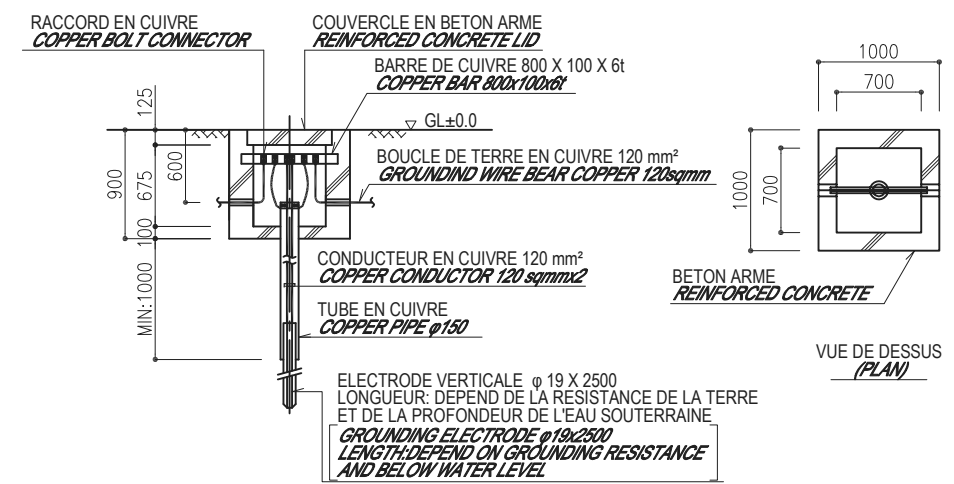 RACCORD EN CUIVRE
COPPER BOLT CONNECTOR
COUVERCLE EN BETON ARME
REINFORCED CONCRETE LID
BARRE DE CUIVRE 800 X 100 X 6t
COPPER BAR 800x100x6t
GL±0.0
125
900
675
600
100
MIN:1000
BOUCLE DE TERRE EN CUIVRE 120 mm²
GROUNDIND WIRE BEAR COPPER 120sqmm
CONDUCTEUR EN CUIVRE 120 mm²
COPPER CONDUCTOR 120 sqmmx2
TUBE EN CUIVRE
COPPER PIPE φ150
ELECTRODE VERTICALE φ 19 X 2500
LONGUEUR: DEPEND DE LA RESISTANCE DE LA TERRE
ET DE LA PROFONDEUR DE L'EAU SOUTERRAINE
GROUNDING ELECTRODE φ19x2500
LENGTH:DEPEND ON GROUNDING RESISTANCE
AND BELOW WATER LEVEL
1000
700
1000
700
BETON ARME
REINFORCED CONCRETE
VUE DE DESSUS
(PLAN)